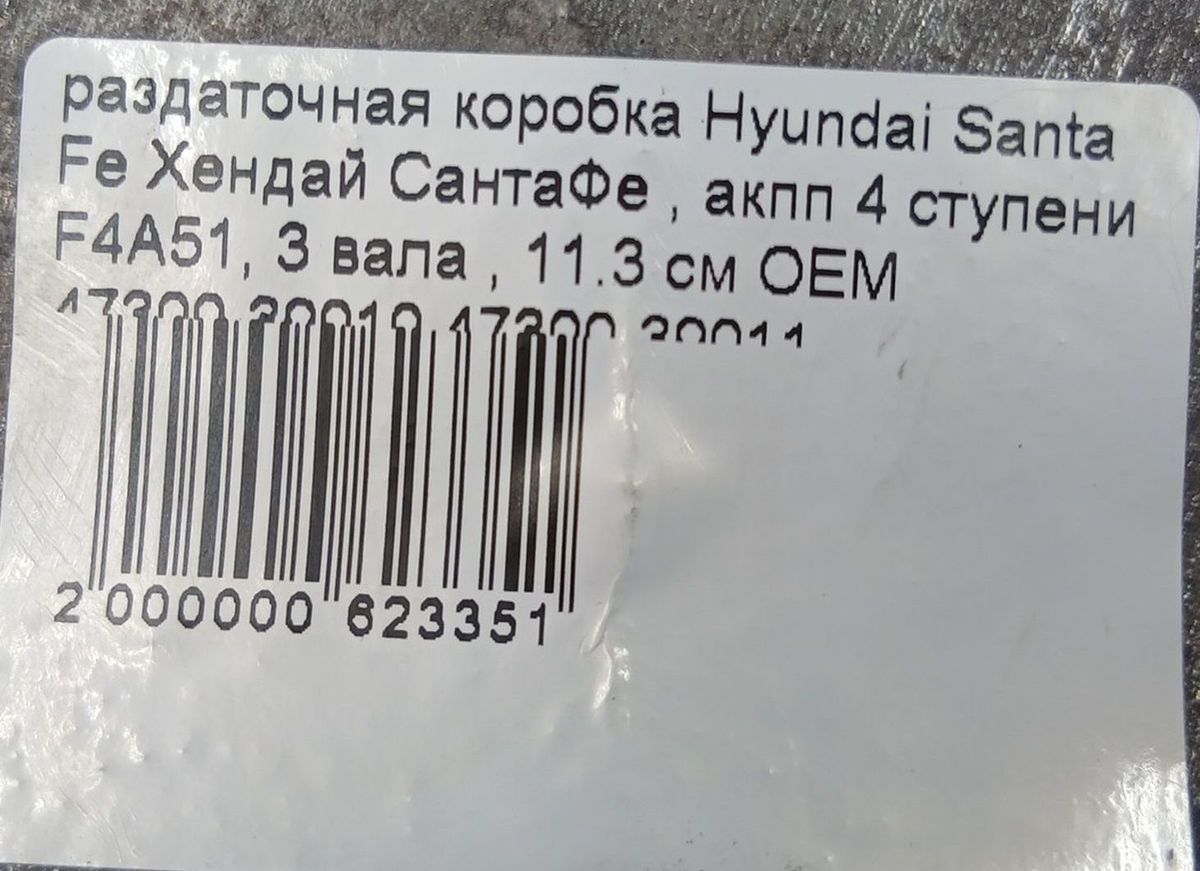 раздаточная коробка Hyundai Santa
Fe Хендай СантаФе , акпп 4 ступени
F4A51, 3 вала , 11.3 см OEM
2 000000 623351